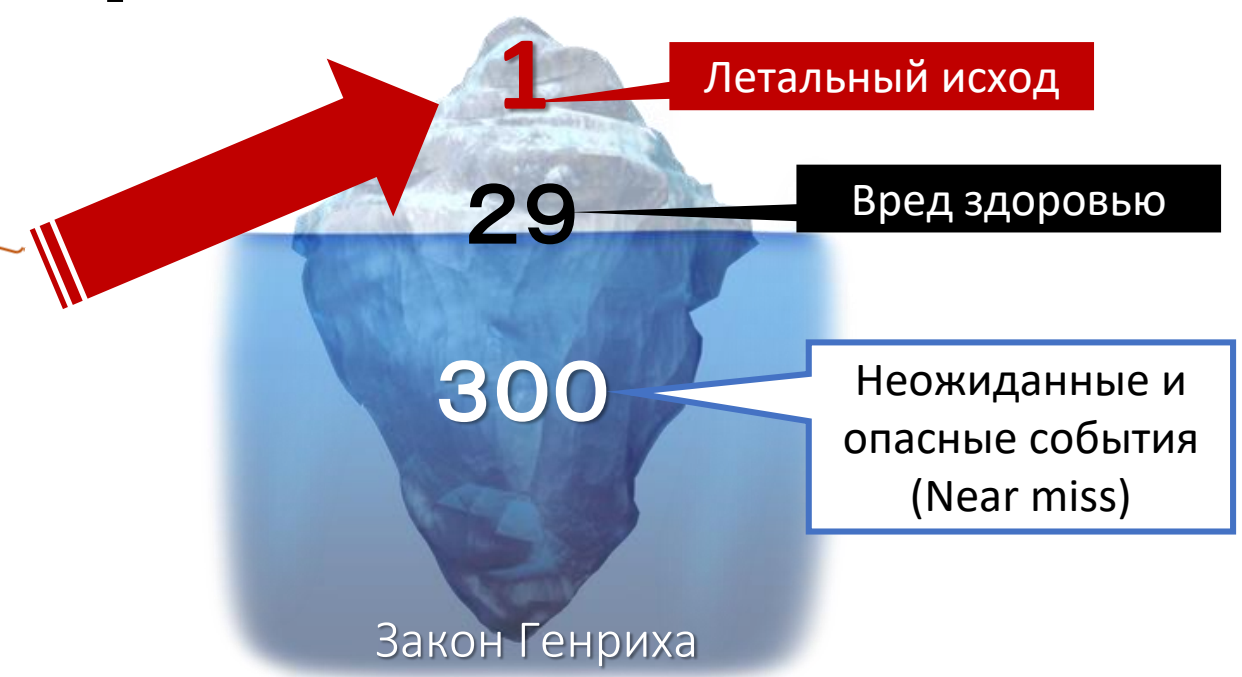 1
Летальный исход
29
Вред здоровью
300
Неожиданные и
опасные события
(Near miss)
Закон Генриха